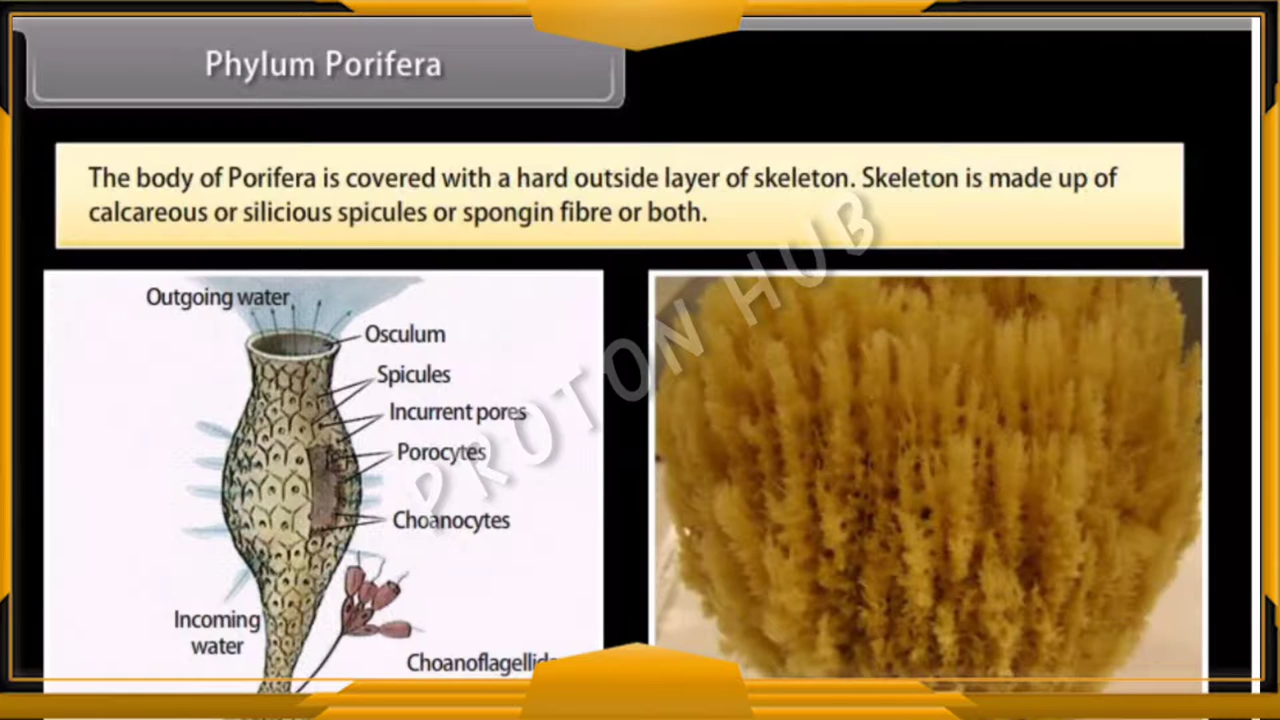 Phylum Porifera
The body of Porifera is covered with a hard outside layer of skeleton. Skeleton is made up of
calcareous or silicious spicules or spongin fibre or both.
Outgoing water
Osculum
Spicules
Incurrent pores
Porocytes
Choanocytes
Incoming
water
PROTON HUB